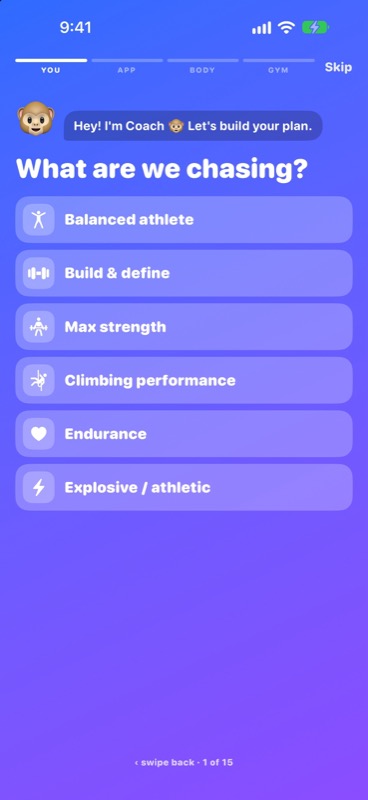 9:41
YOU
APP
BODY
GYM
Skip
Hey! I'm Coach 🐵 Let's build your plan.
What are we chasing?
Balanced athlete
Build & define
Max strength
Climbing performance
Endurance
Explosive / athletic
‹ swipe back · 1 of 15